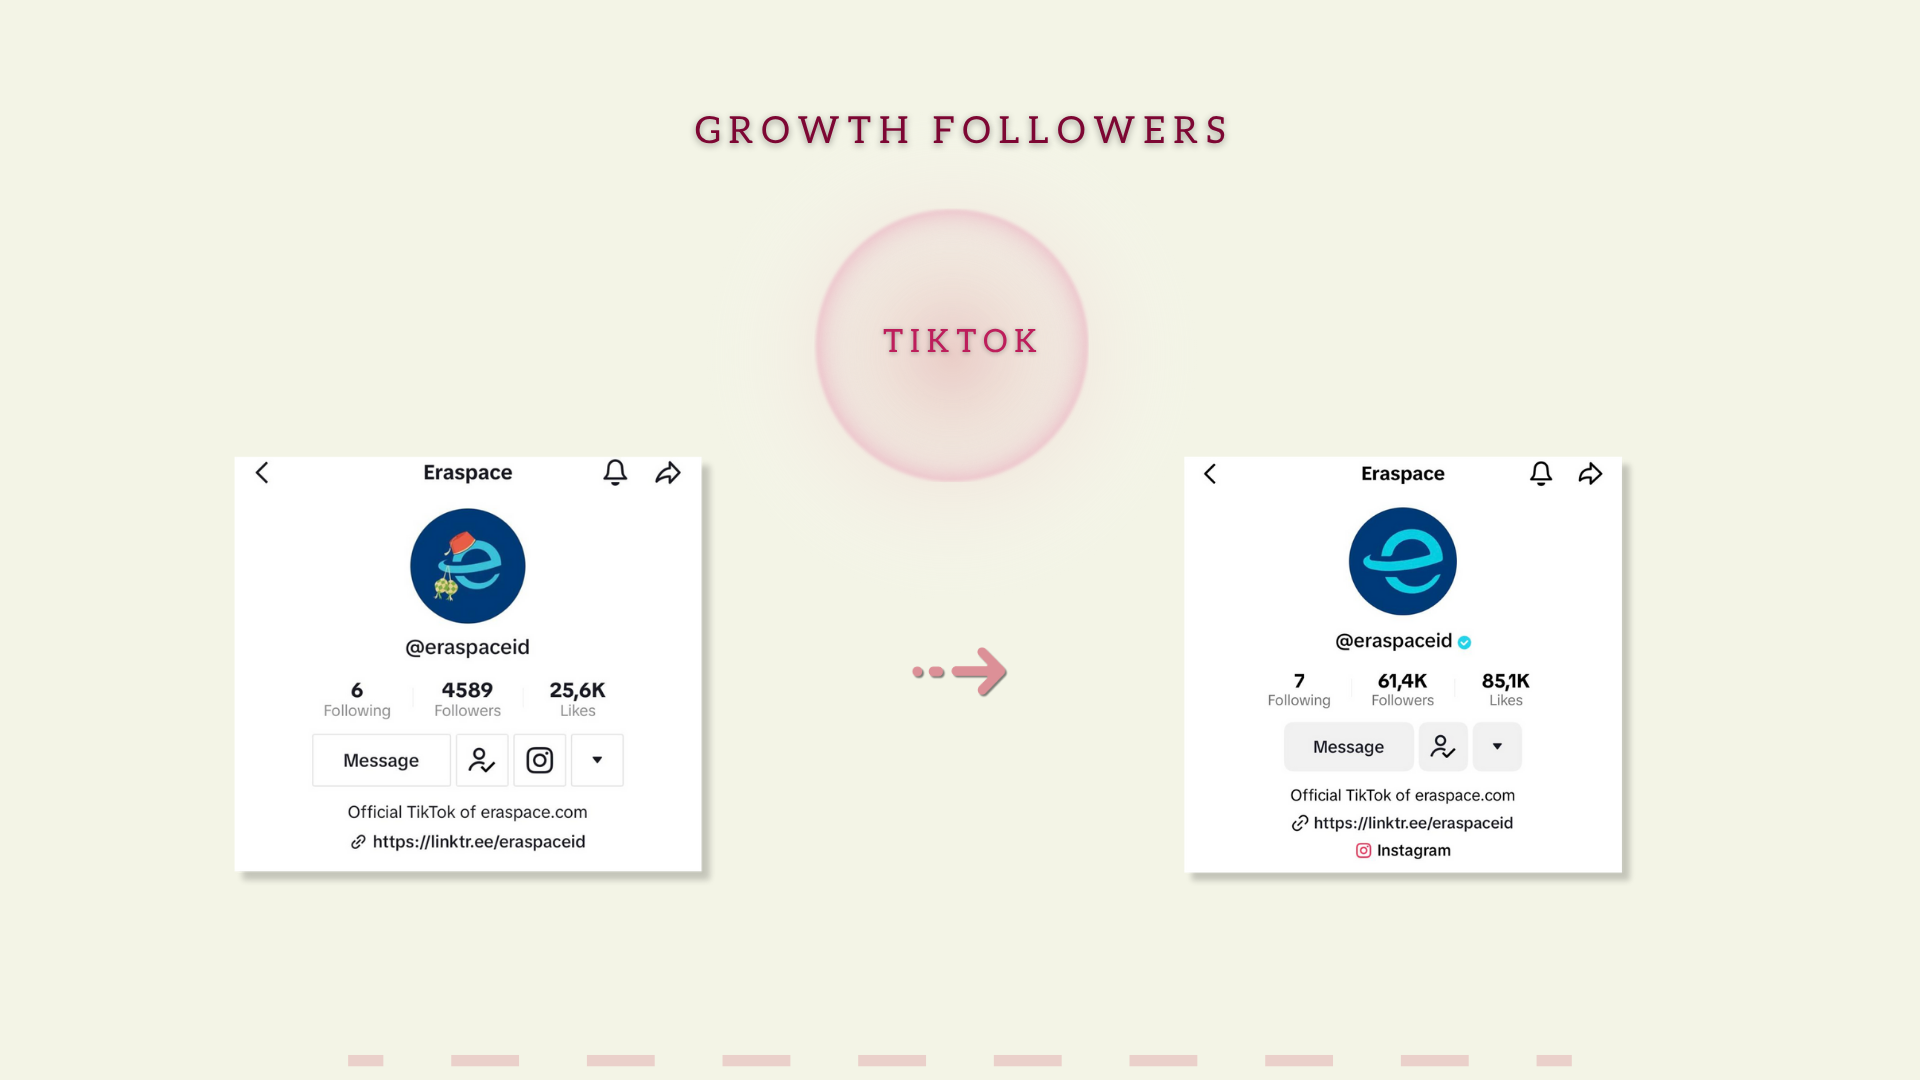 GROWTH FOLLOWERS
TIKTOK
Eraspace
@eraspaceid
6 4589 25,6K
Following Followers Likes
Message
Official TikTok of eraspace.com
https://linktr.ee/eraspaceid
Eraspace
@eraspaceid
7 61,4K 85,1K
Following Followers Likes
Message
Official TikTok of eraspace.com
https://linktr.ee/eraspaceid
Instagram